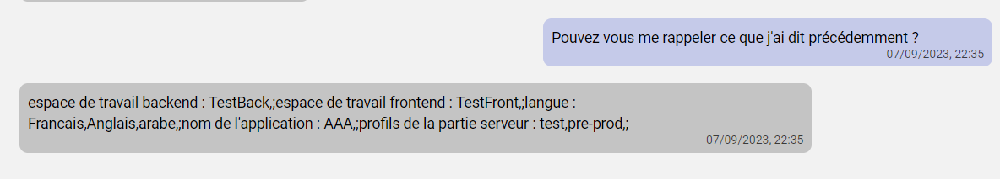 Pouvez vous me rappeler ce que j'ai dit précédemment ?
07/09/2023, 22:35
espace de travail backend : TestBack,;espace de travail frontend : TestFront,;langue :
Francais,Anglais,arabe,;nom de l'application : AAA,;profils de la partie serveur : test,pre-prod,;
07/09/2023, 22:35